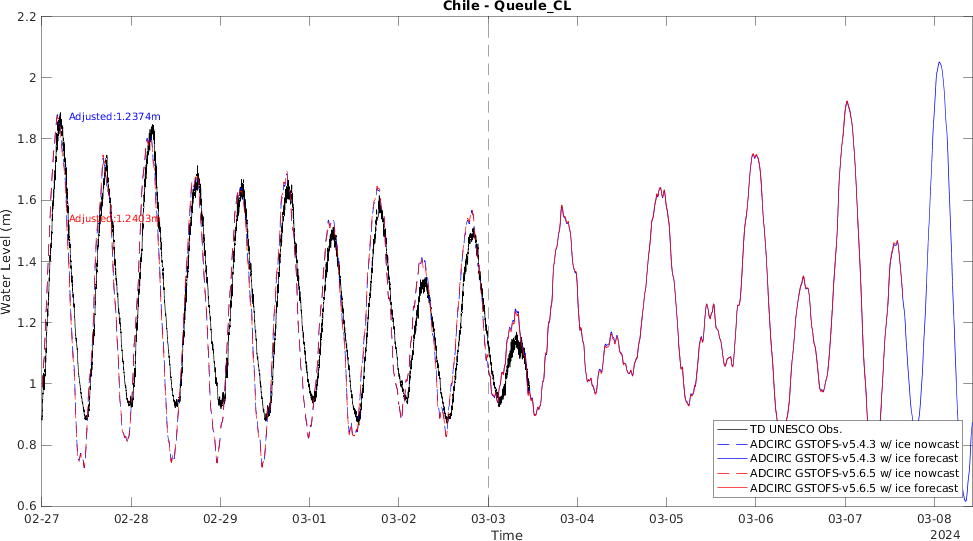 Chile - Queule_CL
2.2
2
1.8
1.6
1.4
1.2
1
0.8
0.6
Water Level (m)
Adjusted:1.2374m
Adjusted:1.2403m
TD UNESCO Obs.
ADCIRC GSTOFS-v5.4.3 w/ ice nowcast
ADCIRC GSTOFS-v5.4.3 w/ ice forecast
ADCIRC GSTOFS-v5.6.5 w/ ice nowcast
ADCIRC GSTOFS-v5.6.5 w/ ice forecast
02-27 02-28 02-29 03-01 03-02 03-03 03-04 03-05 03-06 03-07 03-08
Time
2024